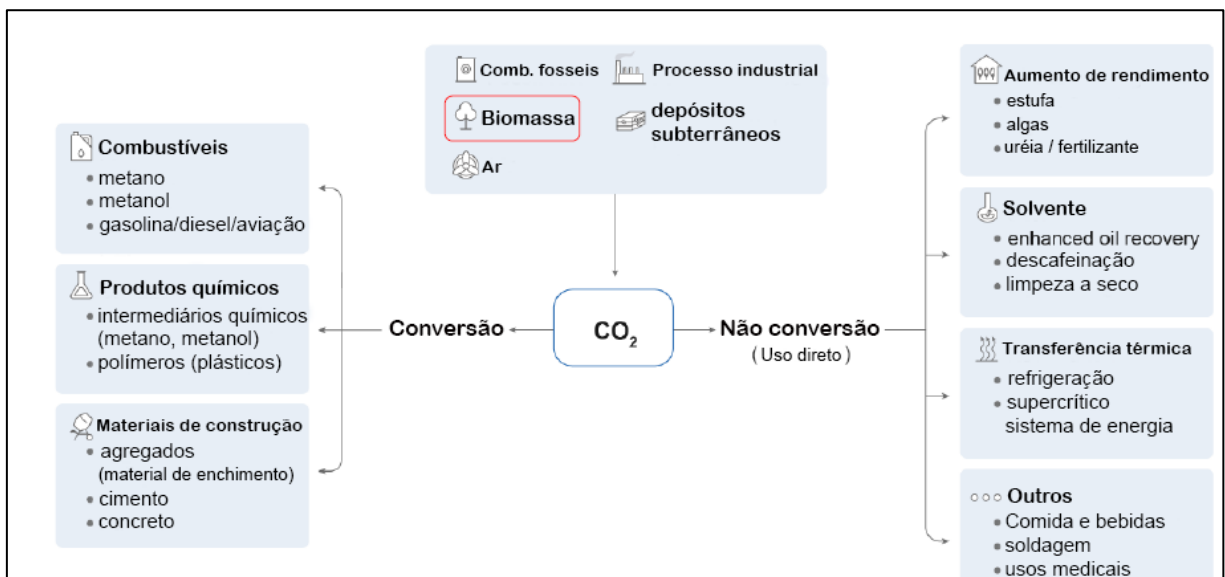 Comb. fosseis
Processo industrial
Biomassa
depósitos
subterrâneos
Ar
Combustíveis
• metano
• metanol
• gasolina/diesel/aviação
Produtos químicos
• intermediários químicos
(metano, metanol)
• polímeros (plásticos)
Materiais de construção
• agregados
(material de enchimento)
• cimento
• concreto
Conversão
CO₂
Não conversão
( Uso direto )
Aumento de rendimento
• estufa
• algas
• uréia / fertilizante
Solvente
• enhanced oil recovery
• descafeinação
• limpeza a seco
Transferência térmica
• refrigeração
• supercrítico
sistema de energia
Outros
• Comida e bebidas
• soldagem
• usos medicais